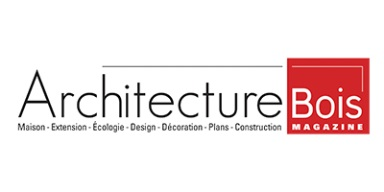 Architecture Bois
MAGAZINE
Maison - Extension - Écologie - Design - Décoration - Plans - Construction